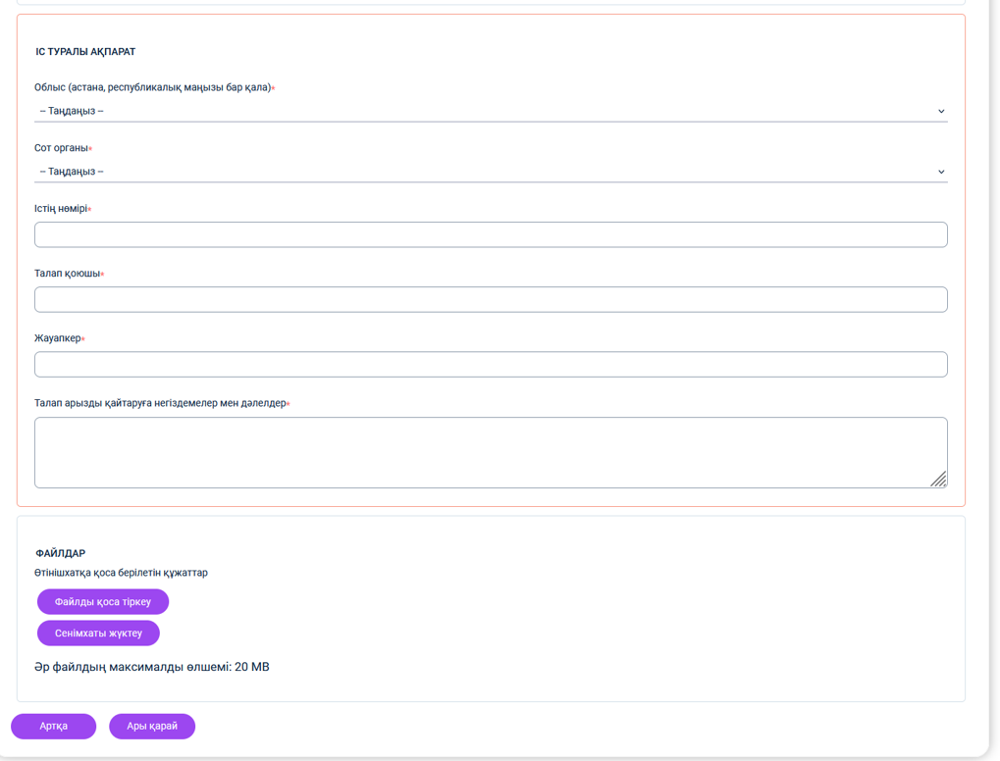 ІС ТУРАЛЫ АҚПАРАТ
Облыс (астана, республикалық маңызы бар қала)*
-- Таңдаңыз --
Сот органы*
-- Таңдаңыз --
Істің нөмірі*
Талап қоюшы*
Жауапкер*
Талап арызды қайтаруға негіздемелер мен дәлелдер*
ФАЙЛДАР
Өтінішхатқа қоса берілетін құжаттар
Файлды қоса тіркеу
Сенімхаты жүктеу
Әр файлдың максималды өлшемі: 20 MB
Артқа Ары қарай